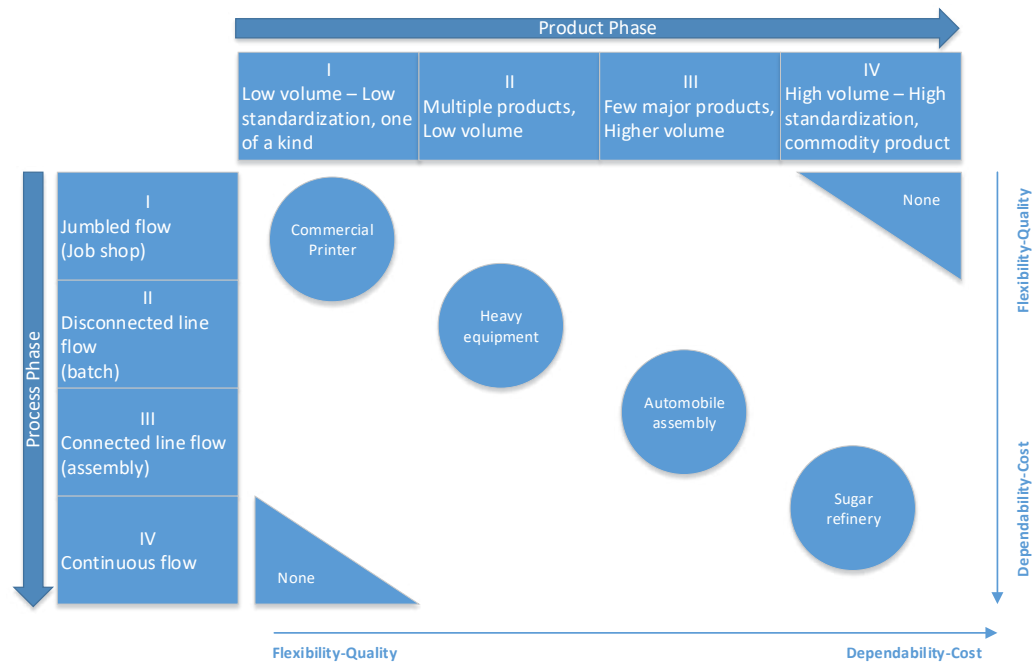 Product Phase
I
Low volume – Low
standardization, one
of a kind
II
Multiple products,
Low volume
III
Few major products,
Higher volume
IV
High volume – High
standardization,
commodity product
Process Phase
I
Jumbled flow
(Job shop)
II
Disconnected line
flow
(batch)
III
Connected line flow
(assembly)
IV
Continuous flow
Commercial
Printer
Heavy
equipment
Automobile
assembly
Sugar
refinery
None
None
Flexibility-Quality
Dependability-Cost
Flexibility-Quality
Dependability-Cost